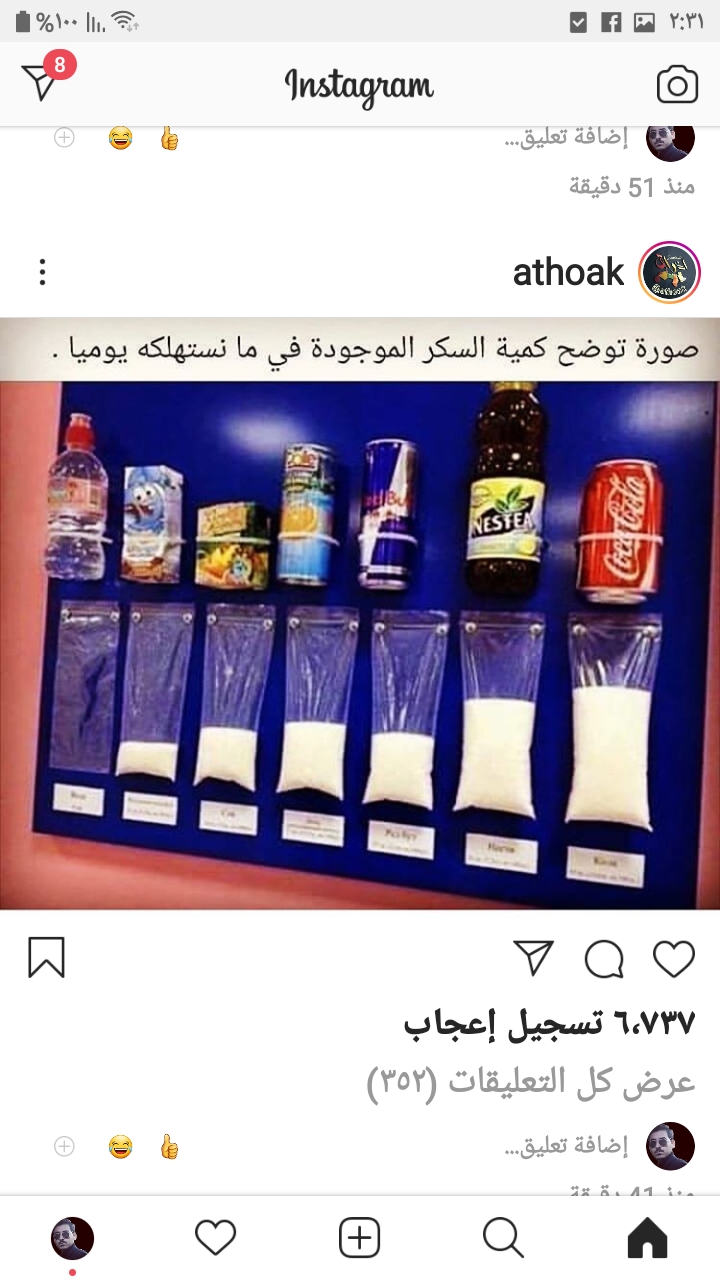 %١٠٠
٢:٣١
8
Instagram
إضافة تعليق...
منذ 51 دقيقة
athoak
صورة توضح كمية السكر الموجودة في ما نستهلكه يوميا .
Dole
Red Bull
NESTEA
Coca-Cola
٦،٧٣٧ تسجيل إعجاب
عرض كل التعليقات (٣٥٢)
إضافة تعليق...
منذ 41 دقيقة